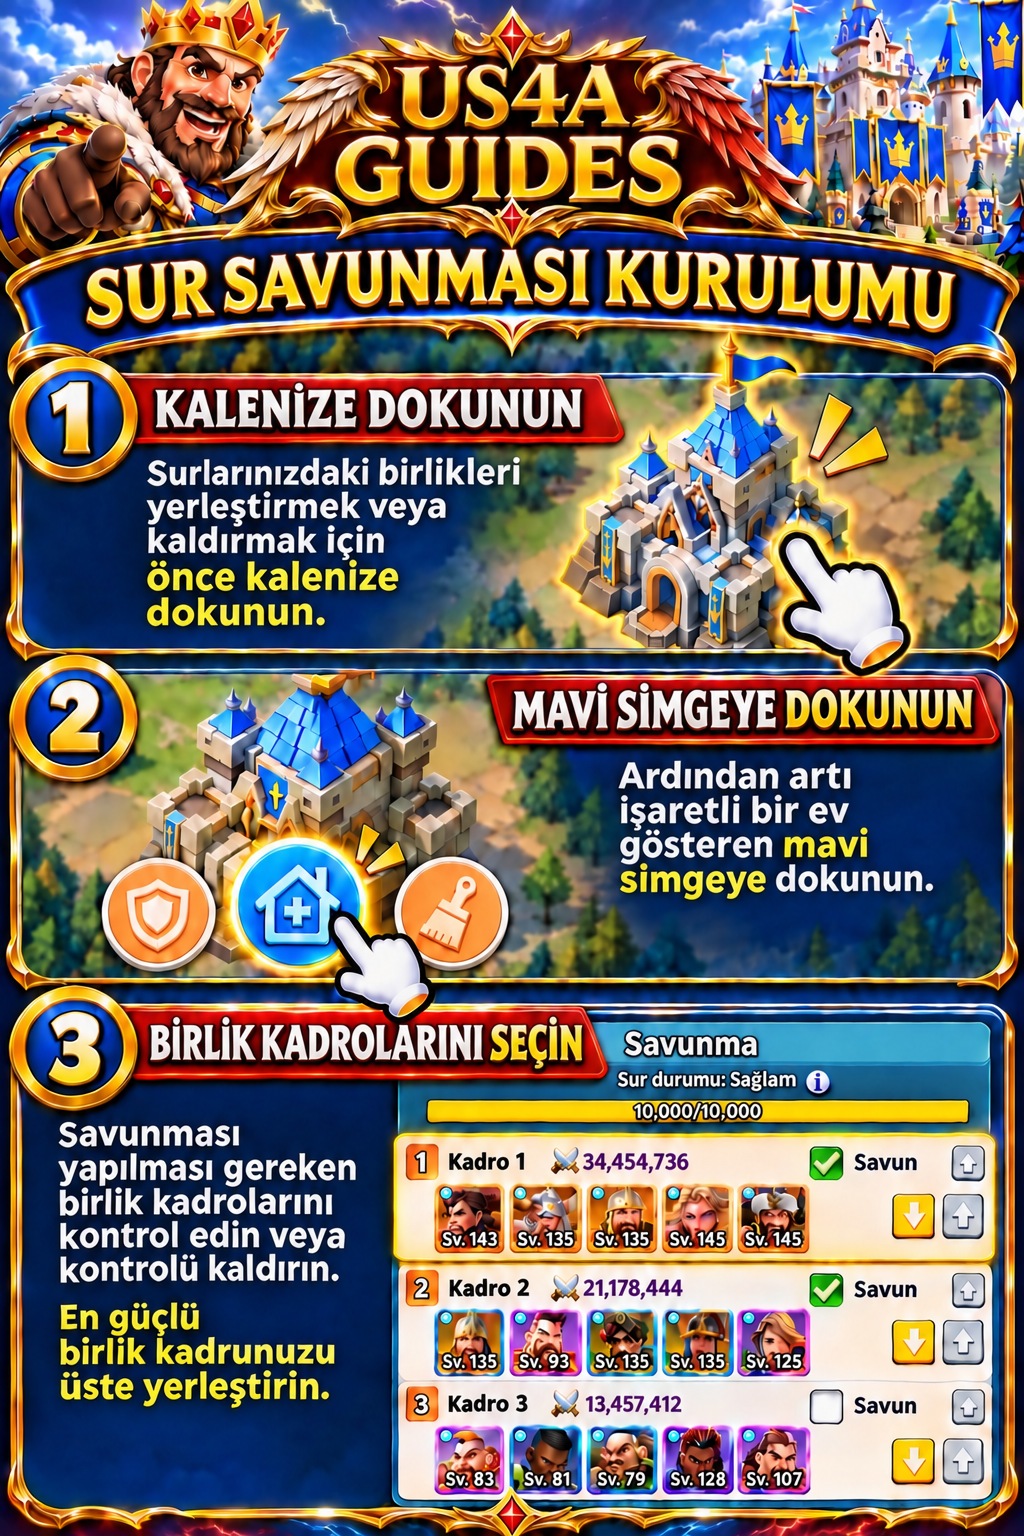 US4A
GUIDES
SUR SAVUNMASI KURULUMU
1
KALENİZE DOKUNUN
Surlarınızdaki birlikleri
yerleştirmek veya
kaldırmak için
önce kalenize
dokunun.
2
MAVİ SİMGEYE DOKUNUN
Ardından artı
işaretli bir ev
gösteren mavi
simgeye dokunun.
3
BİRLİK KADROLARINI SEÇİN
Savunması
yapılması gereken
birlik kadrolarını
kontrol edin veya
kontrolü kaldırın.
En güçlü
birlik kadrunuzu
üste yerleştirin.
Savunma
Sur durumu: Sağlam i
10,000/10,000
1 Kadro 1 34,454,736 Savun
Sv. 143 Sv. 135 Sv. 135 Sv. 145 Sv. 145
2 Kadro 2 21,178,444 Savun
Sv. 135 Sv. 93 Sv. 135 Sv. 135 Sv. 125
3 Kadro 3 13,457,412 Savun
Sv. 83 Sv. 81 Sv. 79 Sv. 128 Sv. 107